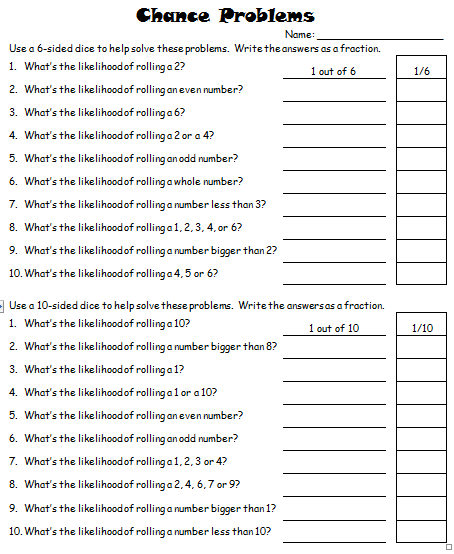 Chance Problems
Name:
Use a 6-sided dice to help solve these problems. Write the answers as a fraction.
1. What's the likelihood of rolling a 2? 1 out of 6 1/6
2. What's the likelihood of rolling an even number?
3. What's the likelihood of rolling a 6?
4. What's the likelihood of rolling a 2 or a 4?
5. What's the likelihood of rolling an odd number?
6. What's the likelihood of rolling a whole number?
7. What's the likelihood of rolling a number less than 3?
8. What's the likelihood of rolling a 1, 2, 3, 4, or 6?
9. What's the likelihood of rolling a number bigger than 2?
10. What's the likelihood of rolling a 4, 5 or 6?
Use a 10-sided dice to help solve these problems. Write the answers as a fraction.
1. What's the likelihood of rolling a 10? 1 out of 10 1/10
2. What's the likelihood of rolling a number bigger than 8?
3. What's the likelihood of rolling a 1?
4. What's the likelihood of rolling a 1 or a 10?
5. What's the likelihood of rolling an even number?
6. What's the likelihood of rolling an odd number?
7. What's the likelihood of rolling a 1, 2, 3 or 4?
8. What's the likelihood of rolling a 2, 4, 6, 7 or 9?
9. What's the likelihood of rolling a number bigger than 1?
10. What's the likelihood of rolling a number less than 10?